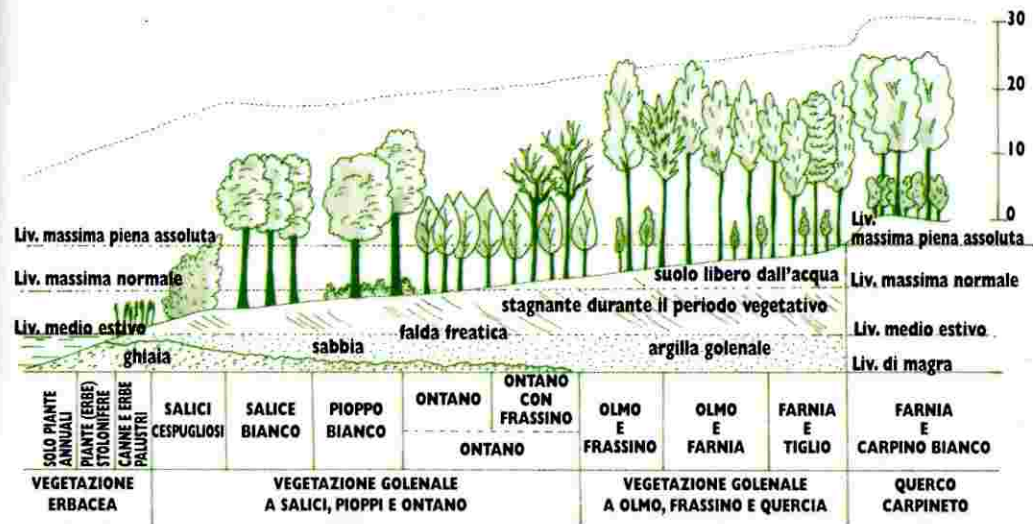 30
20
10
0
Liv. massima piena assoluta
Liv. massima normale
Liv. medio estivo
Liv.
massima piena assoluta
Liv. massima normale
Liv. medio estivo
Liv. di magra
suolo libero dall'acqua
stagnante durante il periodo vegetativo
falda freatica
ghiaia
sabbia
argilla golenale
SOLO PIANTE
ANNUALI
PIANTE (ERBE)
STOLONIFERE
CANNE E ERBE
PALUSTRI
SALICI
CESPUGLIOSI
SALICE
BIANCO
PIOPPO
BIANCO
ONTANO
ONTANO
CON
FRASSINO
ONTANO
OLMO
E
FRASSINO
OLMO
E
FARNIA
FARNIA
E
TIGLIO
FARNIA
E
CARPINO BIANCO
VEGETAZIONE
ERBACEA
VEGETAZIONE GOLENALE
A SALICI, PIOPPI E ONTANO
VEGETAZIONE GOLENALE
A OLMO, FRASSINO E QUERCIA
QUERCO
CARPINETO